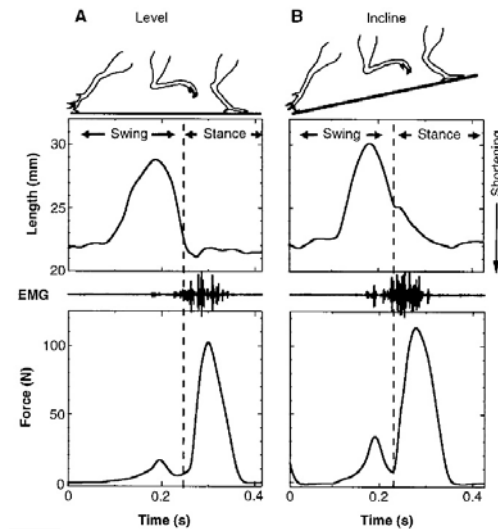 A Level B Incline
Swing Stance Swing Stance
Length (mm)
30
25
20
Shortening
EMG
Force (N)
100
50
0
0 0.2 0.4 0 0.2 0.4
Time (s) Time (s)